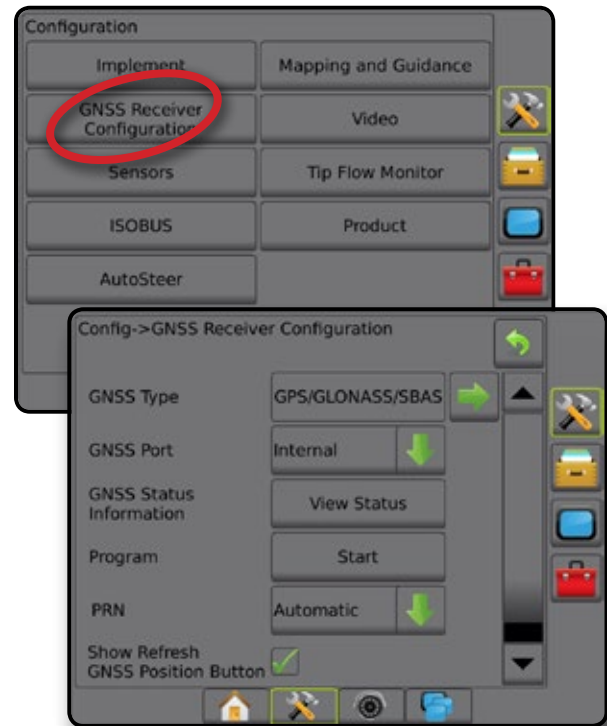 Configuration
Implement
Mapping and Guidance
GNSS Receiver
Configuration
Video
Sensors
Tip Flow Monitor
ISOBUS
Product
AutoSteer
Config->GNSS Receiver Configuration
GNSS Type
GPS/GLONASS/SBAS
GNSS Port
Internal
GNSS Status
Information
View Status
Program
Start
PRN
Automatic
Show Refresh
GNSS Position Button